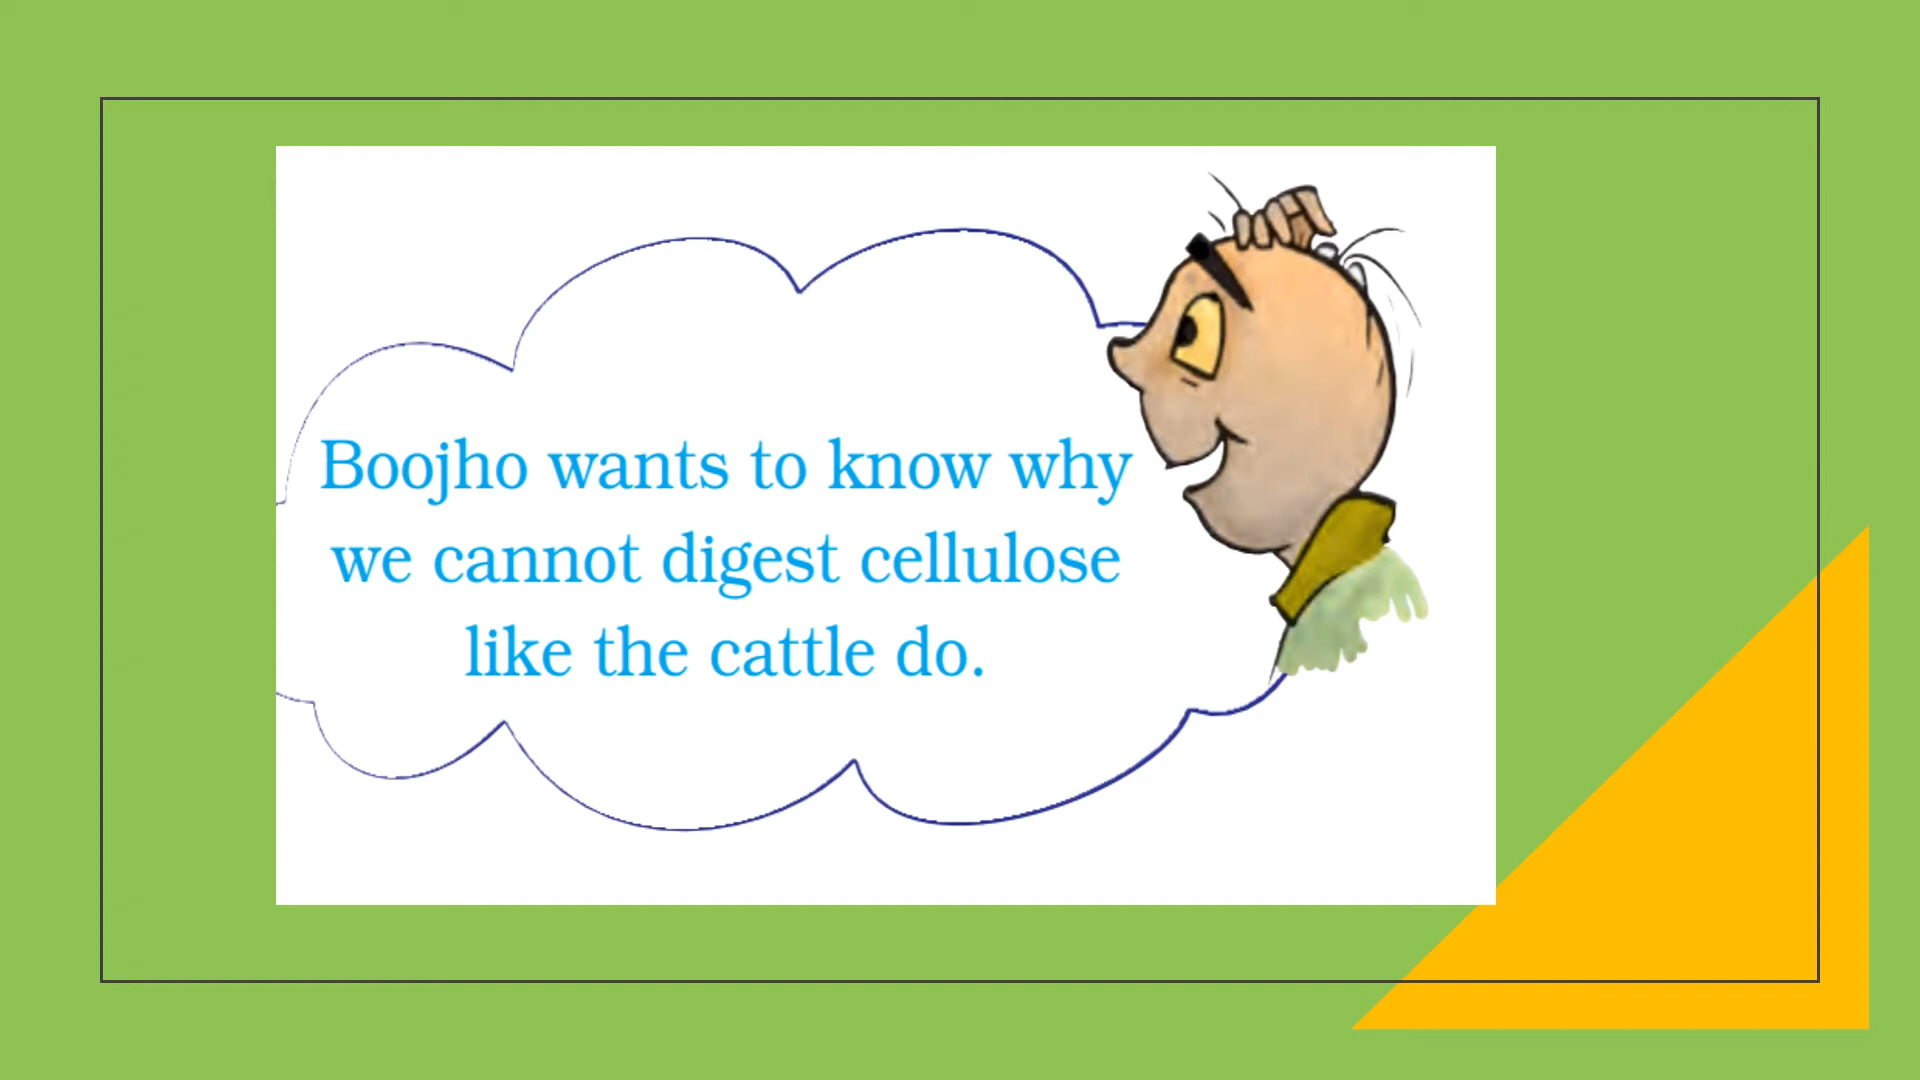 Boojho wants to know why
we cannot digest cellulose
like the cattle do.